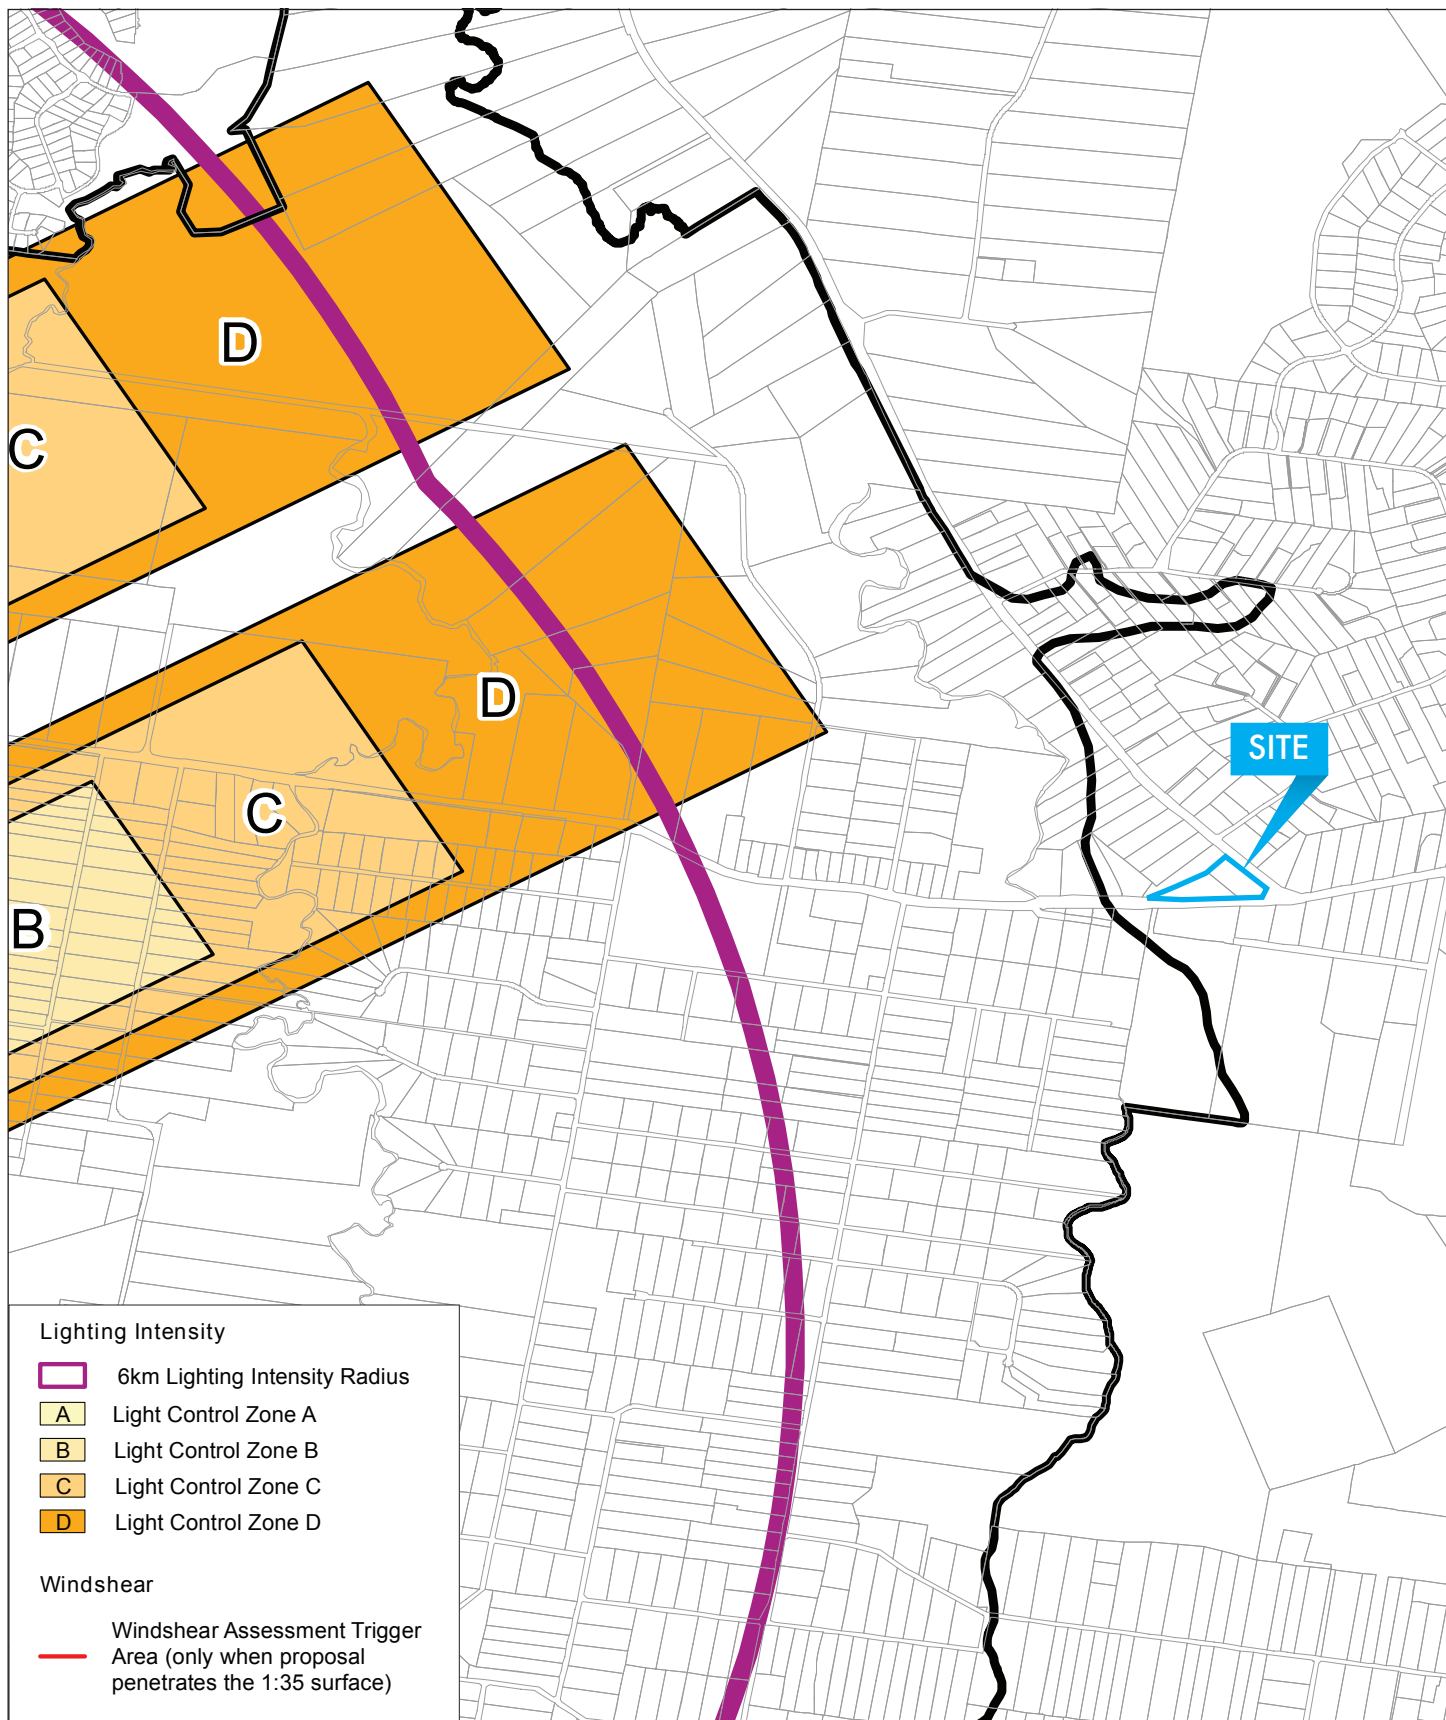 D
C
D
SITE
C
B
Lighting Intensity
6km Lighting Intensity Radius
A Light Control Zone A
B Light Control Zone B
C Light Control Zone C
D Light Control Zone D
Windshear
Windshear Assessment Trigger
Area (only when proposal
penetrates the 1:35 surface)